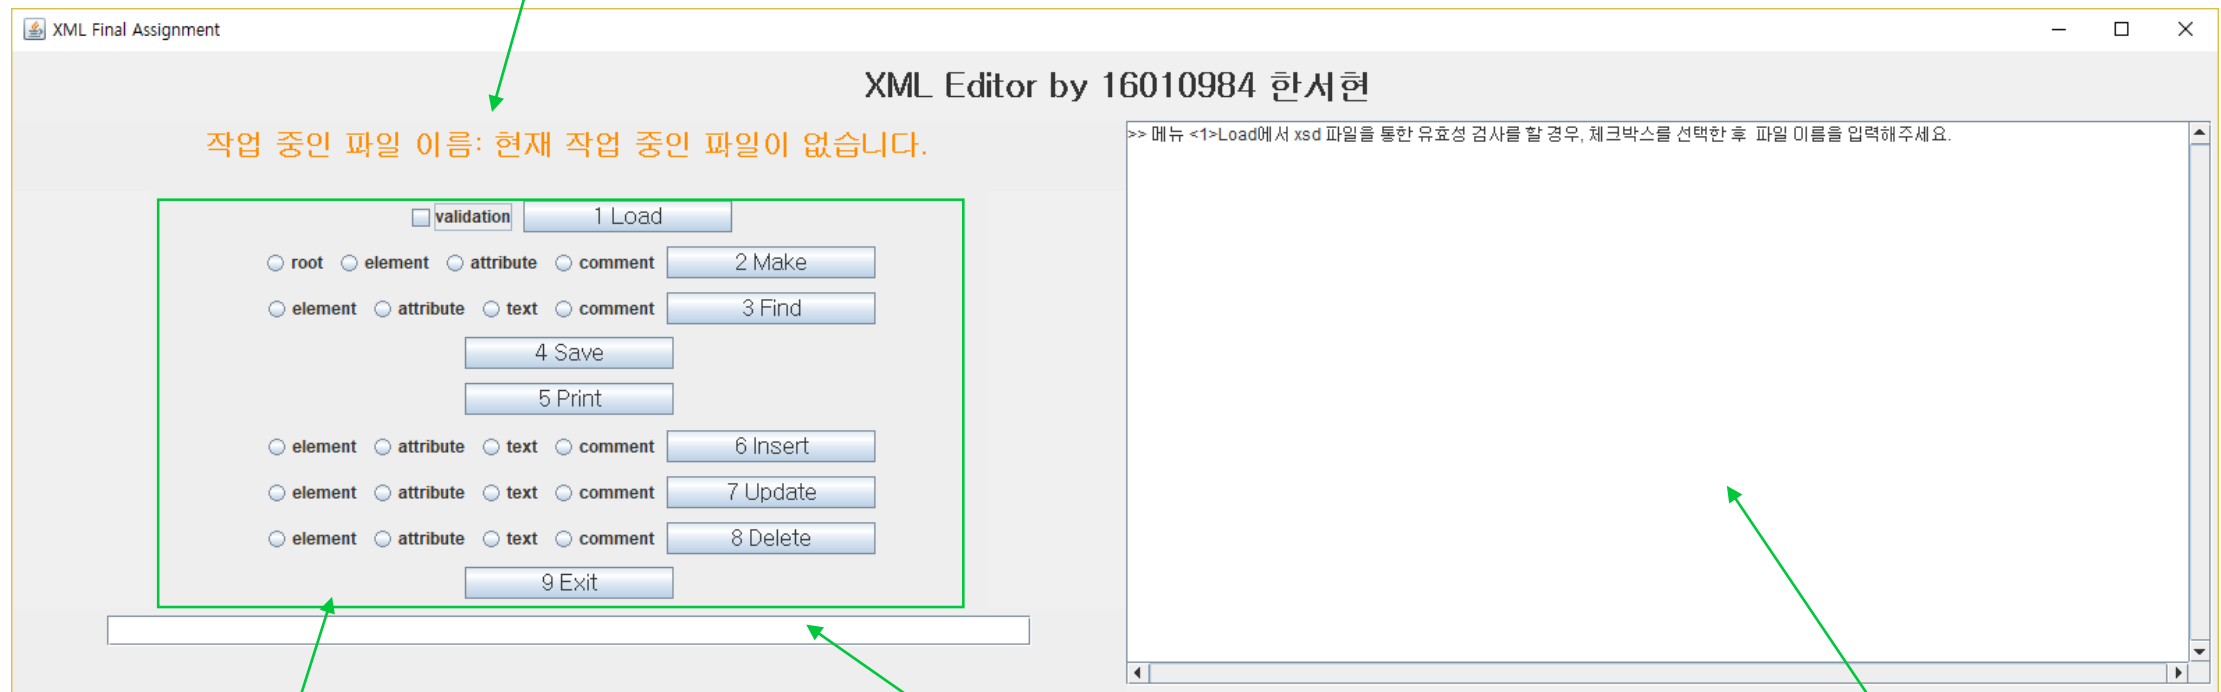 XML Final Assignment
XML Editor by 16010984 한서현
작업 중인 파일 이름: 현재 작업 중인 파일이 없습니다.
>> 메뉴 <1>Load에서 xsd 파일을 통한 유효성 검사를 할 경우, 체크박스를 선택한 후 파일 이름을 입력해주세요.
validation 1 Load
root element attribute comment 2 Make
element attribute text comment 3 Find
4 Save
5 Print
element attribute text comment 6 Insert
element attribute text comment 7 Update
element attribute text comment 8 Delete
9 Exit